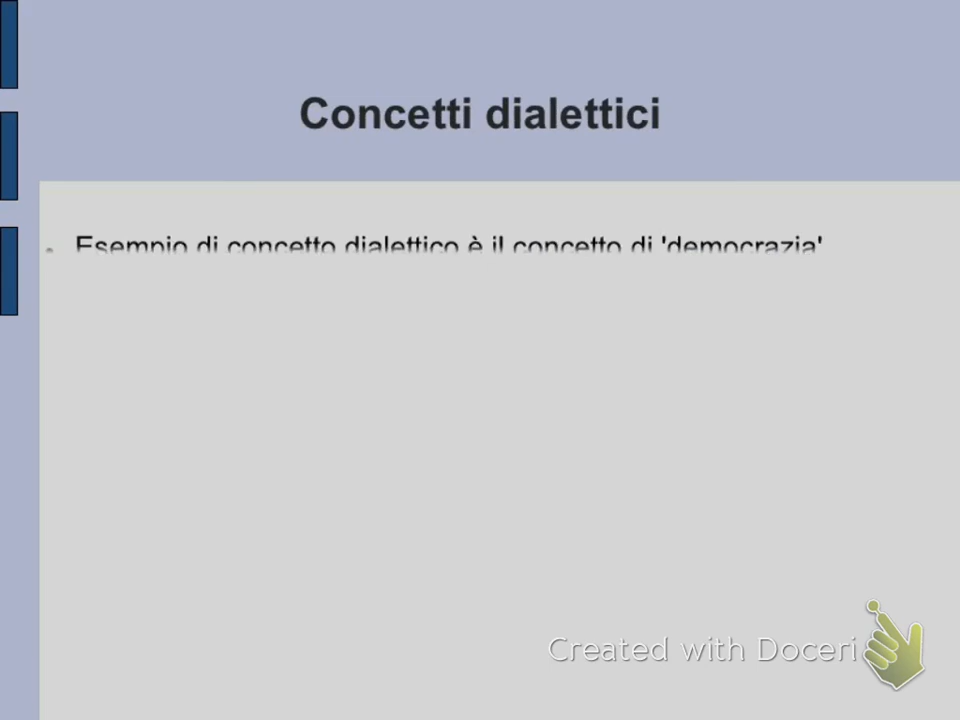 Concetti dialettici
• Esempio di concetto dialettico è il concetto di 'democrazia'
Created with Doceri